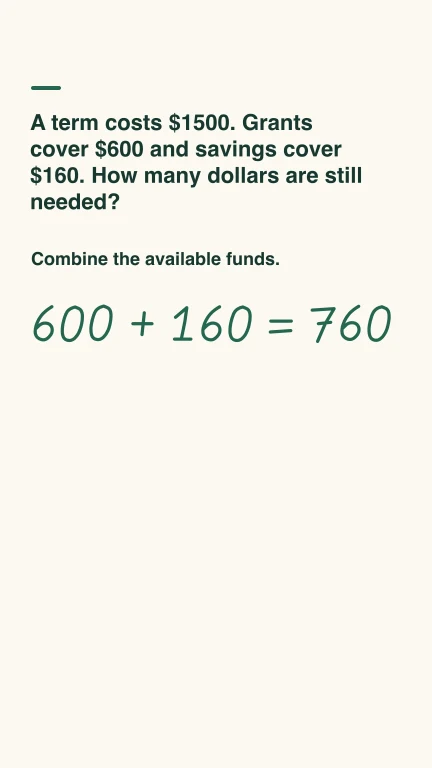 A term costs $1500. Grants
cover $600 and savings cover
$160. How many dollars are still
needed?
Combine the available funds.
600 + 160 = 760